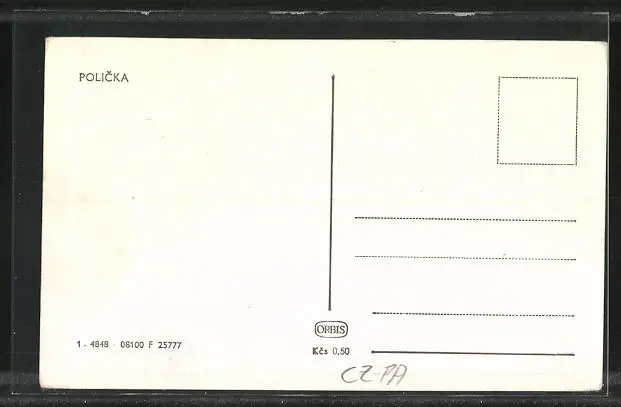 POLIČKA
1 - 4848 · 08100 F 25777
ORBIS
Kčs 0,50
CZ-PA